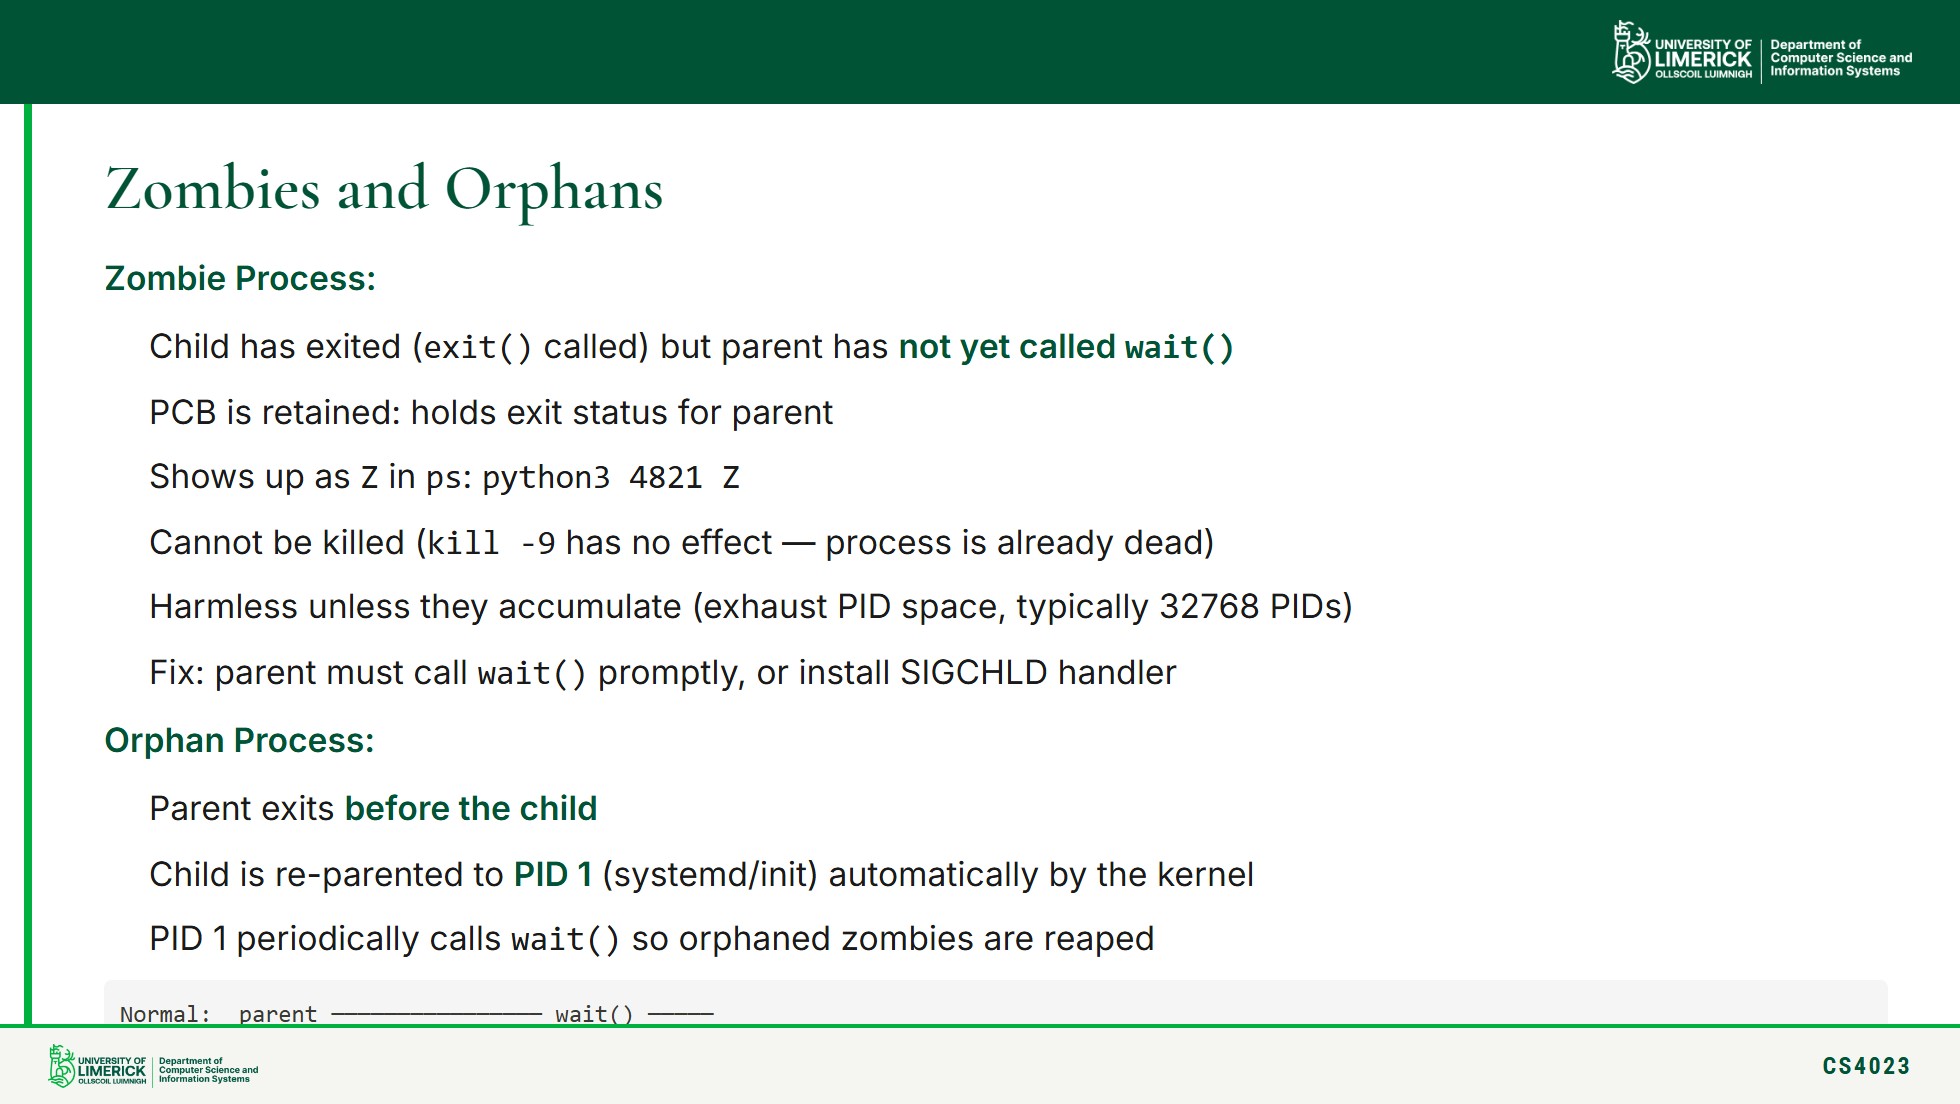 UNIVERSITY OF
LIMERICK
OLLSCOIL LUIMNIGH
Department of
Computer Science and
Information Systems
Zombies and Orphans
Zombie Process:
Child has exited (exit() called) but parent has not yet called wait()
PCB is retained: holds exit status for parent
Shows up as Z in ps: python3 4821 Z
Cannot be killed (kill -9 has no effect — process is already dead)
Harmless unless they accumulate (exhaust PID space, typically 32768 PIDs)
Fix: parent must call wait() promptly, or install SIGCHLD handler
Orphan Process:
Parent exits before the child
Child is re-parented to PID 1 (systemd/init) automatically by the kernel
PID 1 periodically calls wait() so orphaned zombies are reaped
Normal: parent ──────────────── wait() ─────
UNIVERSITY OF
LIMERICK
OLLSCOIL LUIMNIGH
Department of
Computer Science and
Information Systems
CS4023